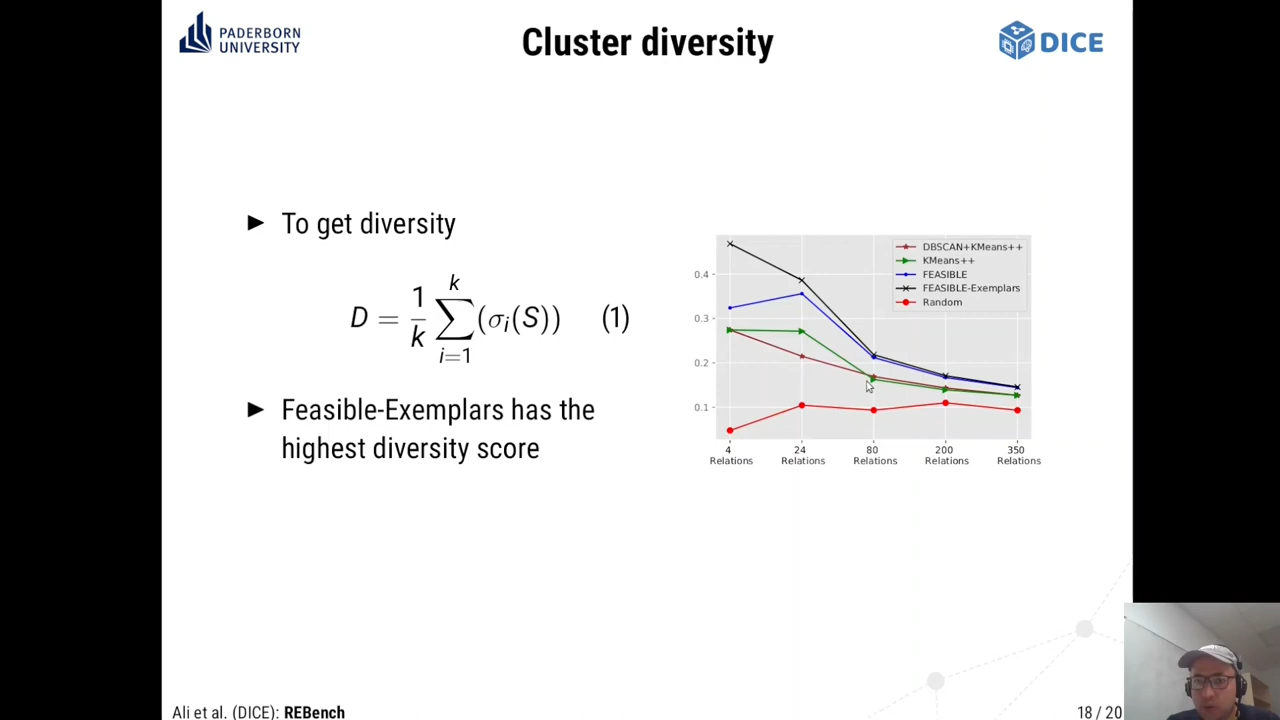 PADERBORN
UNIVERSITY
Cluster diversity
DICE
► To get diversity
D = 1/k ∑_{i=1}^{k} (σ_i(S)) (1)
► Feasible-Exemplars has the
highest diversity score
DBSCAN+KMeans++
KMeans++
FEASIBLE
FEASIBLE-Exemplars
Random
0.4
0.3
0.2
0.1
4 24 80 200 350
Relations Relations Relations Relations Relations
Ali et al. (DICE): REBench
18 / 20